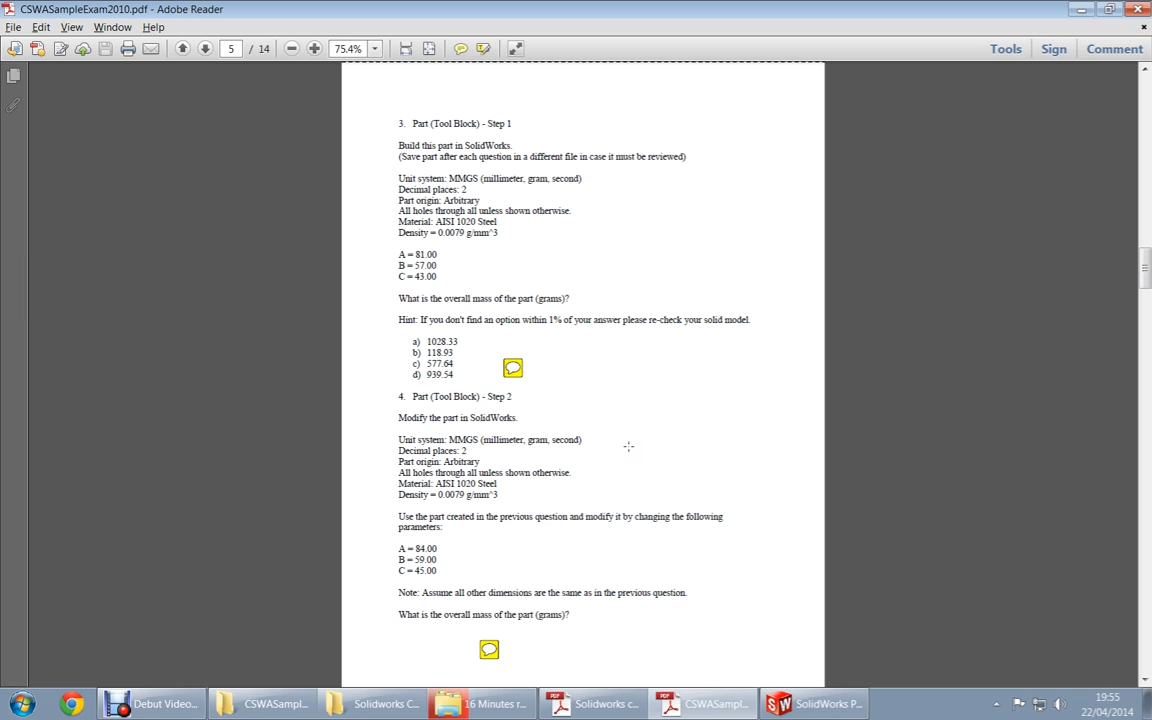 CSWASampleExam2010.pdf - Adobe Reader
File Edit View Window Help
5 / 14 75.4% Tools Sign Comment
3. Part (Tool Block) - Step 1
Build this part in SolidWorks.
(Save part after each question in a different file in case it must be reviewed)
Unit system: MMGS (millimeter, gram, second)
Decimal places: 2
Part origin: Arbitrary
All holes through all unless shown otherwise.
Material: AISI 1020 Steel
Density = 0.0079 g/mm^3
A = 81.00
B = 57.00
C = 43.00
What is the overall mass of the part (grams)?
Hint: If you don't find an option within 1% of your answer please re-check your solid model.
a) 1028.33
b) 118.93
c) 577.64
d) 939.54
4. Part (Tool Block) - Step 2
Modify the part in SolidWorks.
Unit system: MMGS (millimeter, gram, second)
Decimal places: 2
Part origin: Arbitrary
All holes through all unless shown otherwise.
Material: AISI 1020 Steel
Density = 0.0079 g/mm^3
Use the part created in the previous question and modify it by changing the following
parameters:
A = 84.00
B = 59.00
C = 45.00
Note: Assume all other dimensions are the same as in the previous question.
What is the overall mass of the part (grams)?
Debut Video... CSWASampl... Solidworks C... 16 Minutes r... Solidworks c... CSWASampl... SolidWorks P...
19:55
22/04/2014